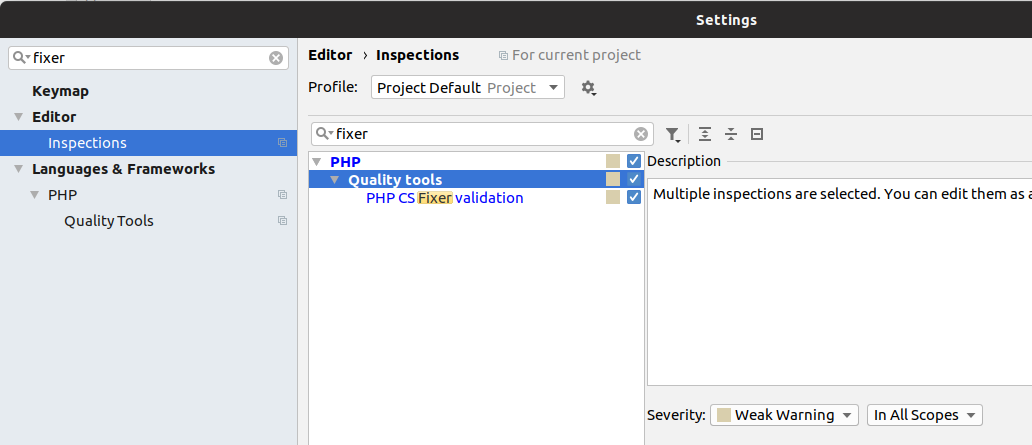 Settings
fixer
Keymap
Editor
Inspections
Languages & Frameworks
PHP
Quality Tools
Editor › Inspections For current project
Profile: Project Default Project
fixer
PHP
Quality tools
PHP CS Fixer validation
Description
Multiple inspections are selected. You can edit them as a
Severity: Weak Warning In All Scopes